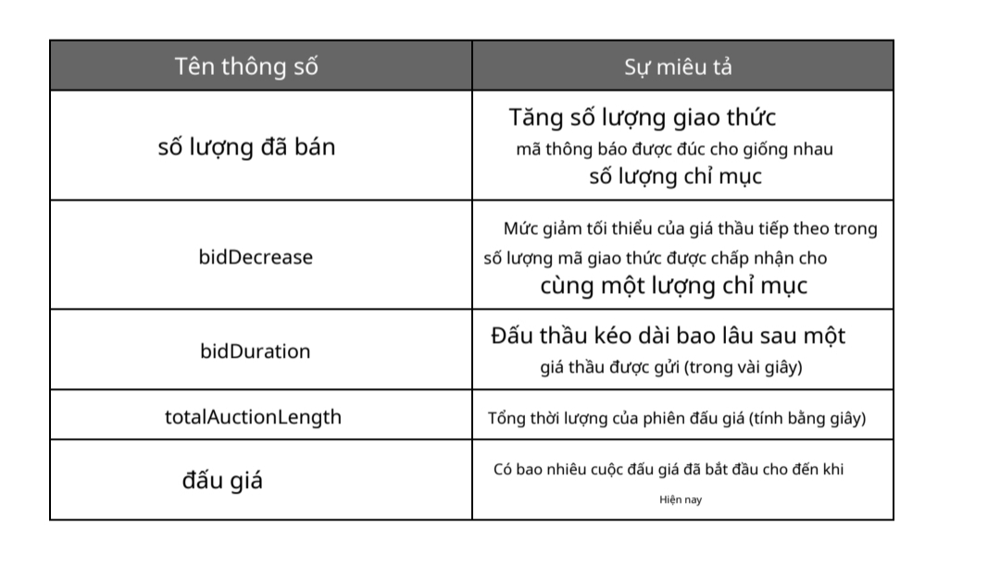 Tên thông số
Sự miêu tả
số lượng đã bán
Tăng số lượng giao thức
mã thông báo được đúc cho giống nhau
số lượng chỉ mục
bidDecrease
Mức giảm tối thiểu của giá thầu tiếp theo trong
số lượng mã giao thức được chấp nhận cho
cùng một lượng chỉ mục
bidDuration
Đấu thầu kéo dài bao lâu sau một
giá thầu được gửi (trong vài giây)
totalAuctionLength
Tổng thời lượng của phiên đấu giá (tính bằng giây)
đấu giá
Có bao nhiêu cuộc đấu giá đã bắt đầu cho đến khi
Hiện nay